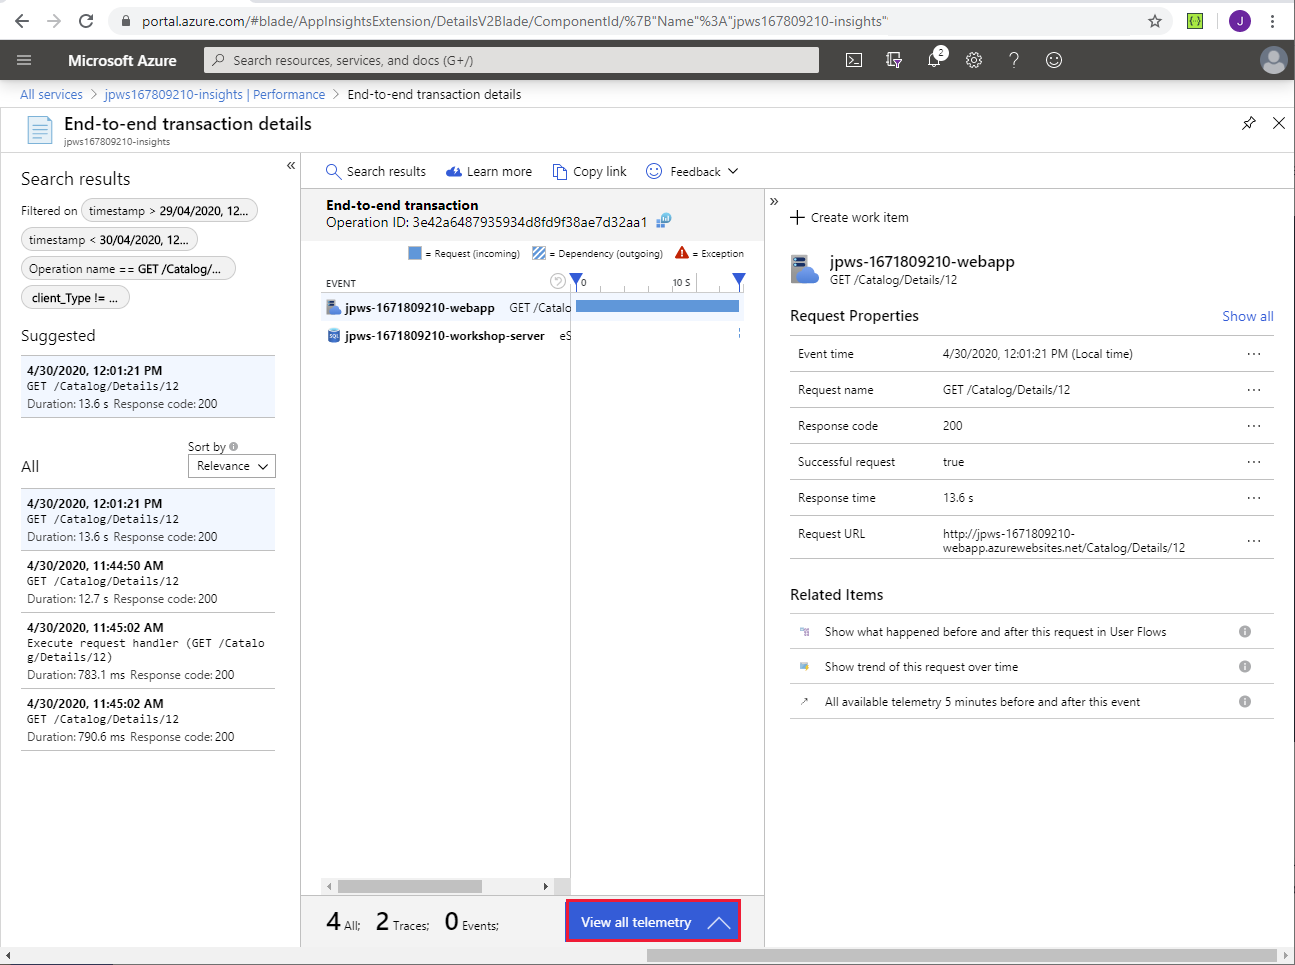 portal.azure.com/#blade/AppInsightsExtension/DetailsV2Blade/ComponentId/%7B"Name"%3A"jpws167809210-insights"
J
Microsoft Azure
Search resources, services, and docs (G+/)
2
All services > jpws167809210-insights | Performance > End-to-end transaction details
End-to-end transaction details
jpws167809210-insights
«
Search results
Filtered on
timestamp > 29/04/2020, 12...
timestamp < 30/04/2020, 12...
Operation name == GET /Catalog/...
client_Type != ...
Suggested
4/30/2020, 12:01:21 PM
GET /Catalog/Details/12
Duration: 13.6 s Response code: 200
Sort by
All
Relevance
4/30/2020, 12:01:21 PM
GET /Catalog/Details/12
Duration: 13.6 s Response code: 200
4/30/2020, 11:44:50 AM
GET /Catalog/Details/12
Duration: 12.7 s Response code: 200
4/30/2020, 11:45:02 AM
Execute request handler (GET /Catalo
g/Details/12)
Duration: 783.1 ms Response code: 200
4/30/2020, 11:45:02 AM
GET /Catalog/Details/12
Duration: 790.6 ms Response code: 200
Search results
Learn more
Copy link
Feedback
End-to-end transaction
Operation ID: 3e42a6487935934d8fd9f38ae7d32aa1
= Request (incoming)
= Dependency (outgoing)
= Exception
EVENT
0
10 S
jpws-1671809210-webapp GET /Catalo
SQL
jpws-1671809210-workshop-server eS
4 All; 2 Traces; 0 Events;
View all telemetry
»
Create work item
jpws-1671809210-webapp
GET /Catalog/Details/12
Request Properties
Show all
Event time 4/30/2020, 12:01:21 PM (Local time) ...
Request name GET /Catalog/Details/12 ...
Response code 200 ...
Successful request true ...
Response time 13.6 s ...
Request URL http://jpws-1671809210-
webapp.azurewebsites.net/Catalog/Details/12 ...
Related Items
Show what happened before and after this request in User Flows
Show trend of this request over time
All available telemetry 5 minutes before and after this event